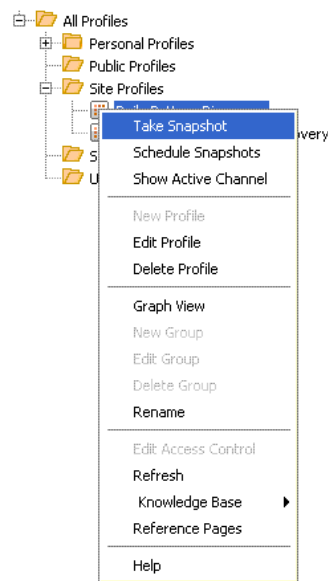 All Profiles
Personal Profiles
Public Profiles
Site Profiles
Take Snapshot
Schedule Snapshots
Show Active Channel
New Profile
Edit Profile
Delete Profile
Graph View
New Group
Edit Group
Delete Group
Rename
Edit Access Control
Refresh
Knowledge Base
Reference Pages
Help